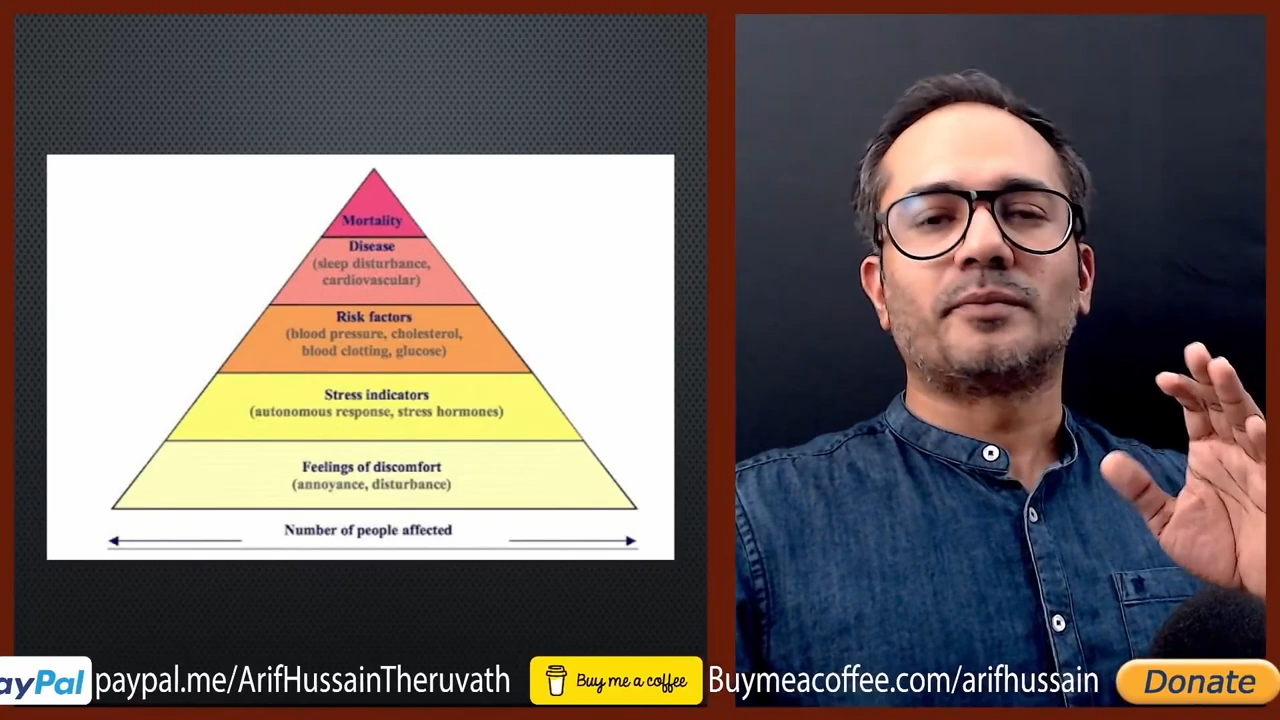 Mortality
Disease
(sleep disturbance,
cardiovascular)
Risk factors
(blood pressure, cholesterol,
blood clotting, glucose)
Stress indicators
(autonomous response, stress hormones)
Feelings of discomfort
(annoyance, disturbance)
Number of people affected
ayPal paypal.me/ArifHussainTheruvath Buy me a coffee Buymeacoffee.com/arifhussain Donate